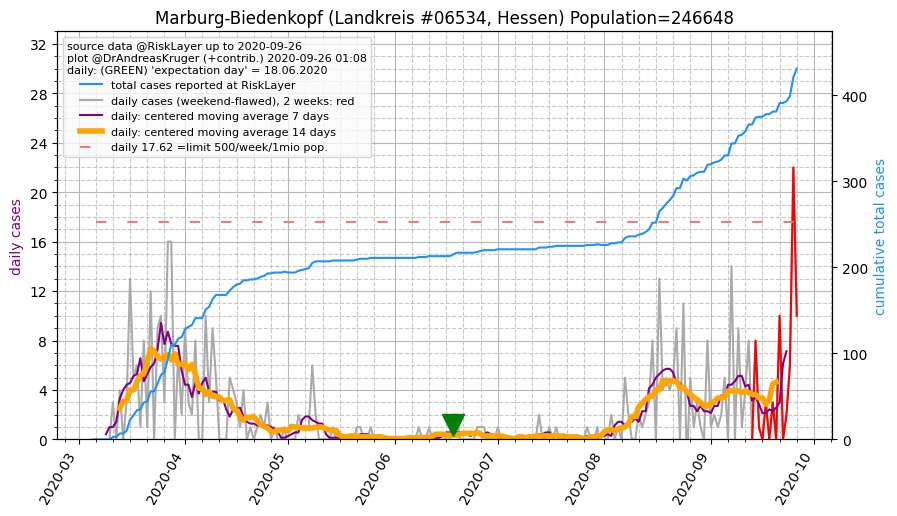 Marburg-Biedenkopf (Landkreis #06534, Hessen) Population=246648
source data @RiskLayer up to 2020-09-26
plot @DrAndreasKruger (+contrib.) 2020-09-26 01:08
daily: (GREEN) 'expectation day' = 18.06.2020
total cases reported at RiskLayer
daily cases (weekend-flawed), 2 weeks: red
daily: centered moving average 7 days
daily: centered moving average 14 days
daily 17.62 =limit 500/week/1mio pop.
daily cases
32
28
24
20
16
12
8
4
0
cumulative total cases
400
300
200
100
0
2020-03
2020-04
2020-05
2020-06
2020-07
2020-08
2020-09
2020-10